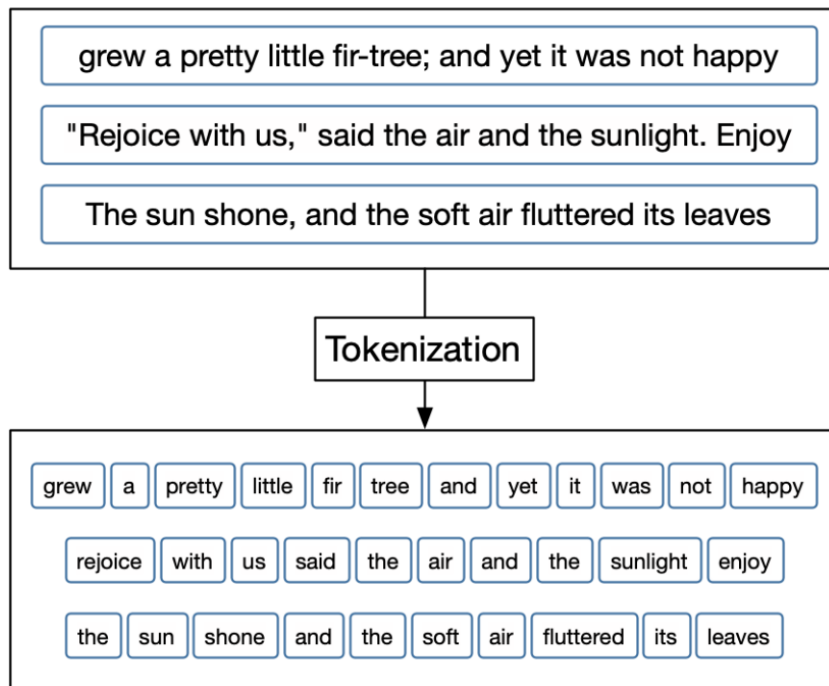 grew a pretty little fir-tree; and yet it was not happy
"Rejoice with us," said the air and the sunlight. Enjoy
The sun shone, and the soft air fluttered its leaves
Tokenization
grew a pretty little fir tree and yet it was not happy
rejoice with us said the air and the sunlight enjoy
the sun shone and the soft air fluttered its leaves